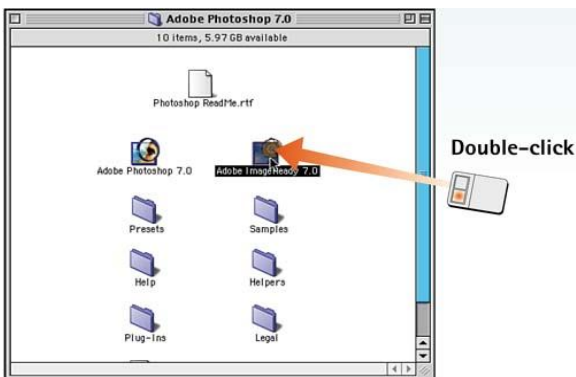 Adobe Photoshop 7.0
10 items, 5.97 GB available
Photoshop ReadMe.rtf
Adobe Photoshop 7.0
Adobe ImageReady 7.0
Double-click
Presets
Samples
Help
Helpers
Plug-Ins
Legal